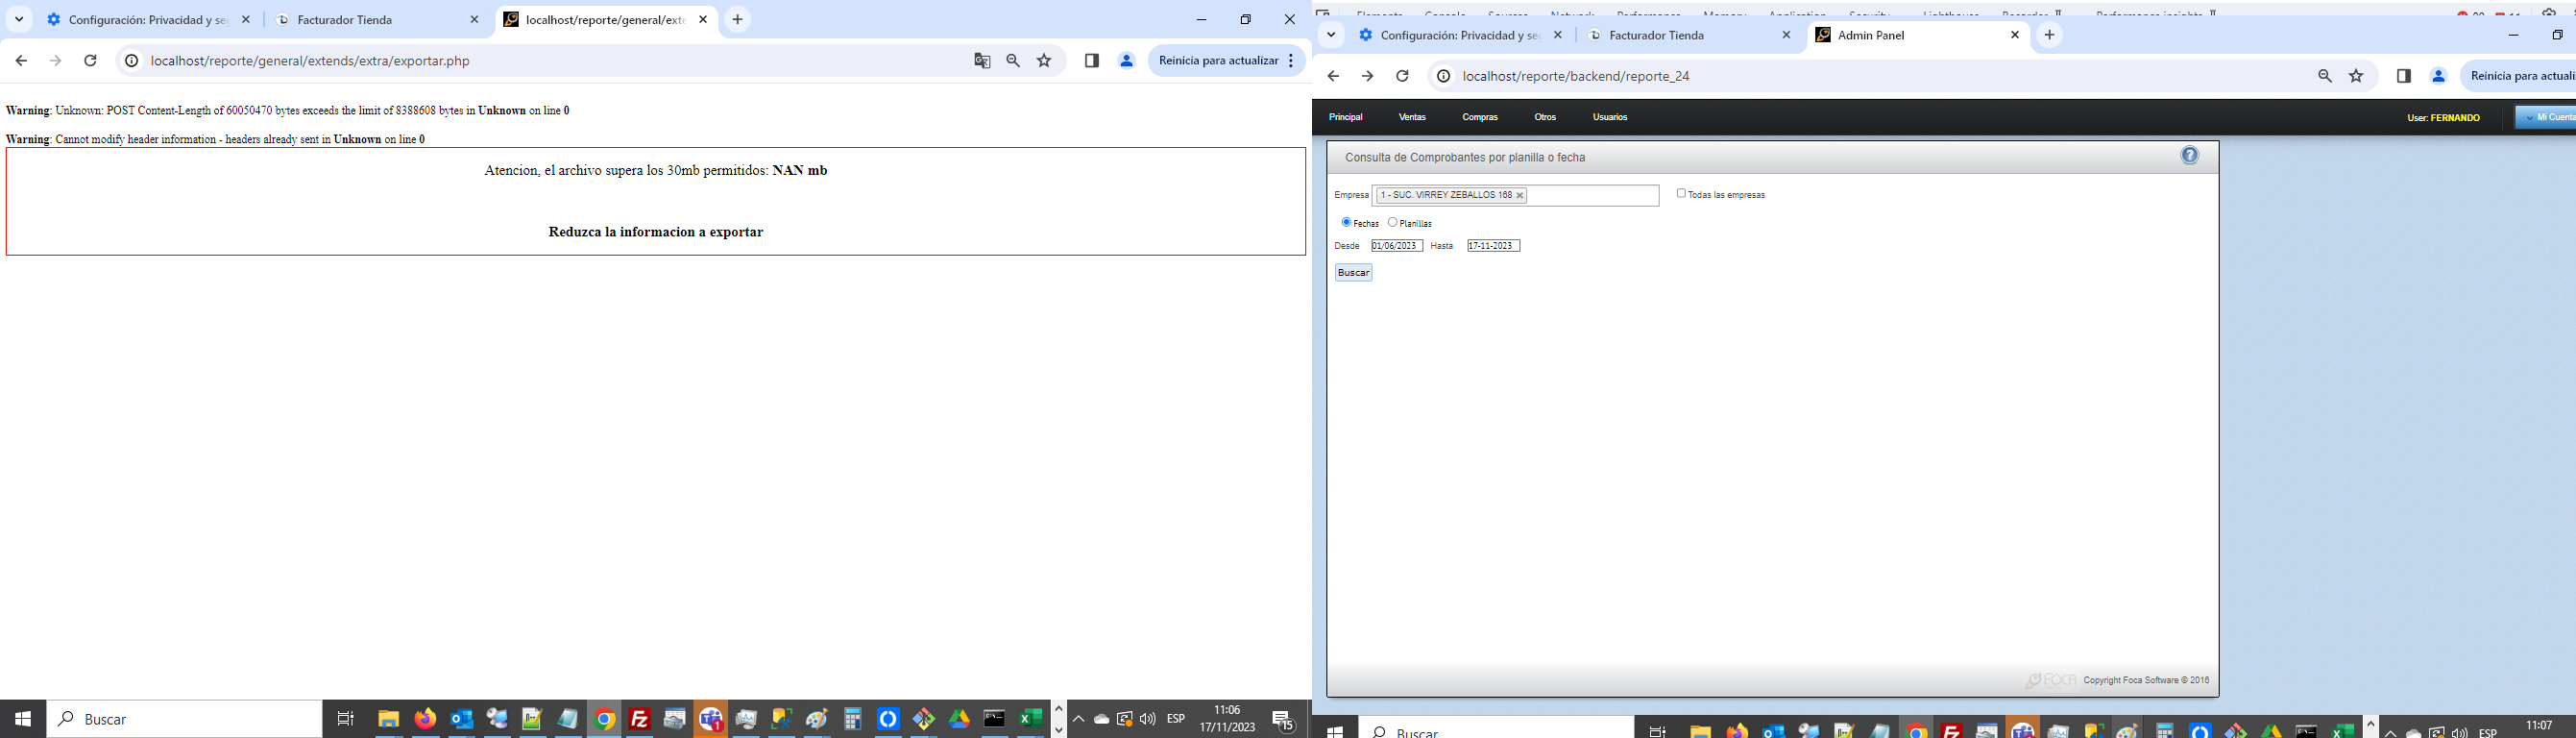 Configuración: Privacidad y se
Facturador Tienda
localhost/reporte/general/exte
localhost/reporte/general/extends/extra/exportar.php
Reinicia para actualizar
Warning: Unknown: POST Content-Length of 60050470 bytes exceeds the limit of 8388608 bytes in Unknown on line 0
Warning: Cannot modify header information - headers already sent in Unknown on line 0
Atencion, el archivo supera los 30mb permitidos: NAN mb
Reduzca la informacion a exportar
Buscar
ESP
11:06
17/11/2023
15
Configuración: Privacidad y se
Facturador Tienda
Admin Panel
localhost/reporte/backend/reporte_24
Reinicia para actuali
Principal Ventas Compras Otros Usuarios
User: FERNANDO
Mi Cuenta
Consulta de Comprobantes por planilla o fecha
Empresa 1 - SUC. VIRREY ZEBALLOS 168
Todas las empresas
Fechas Planillas
Desde 01/06/2023 Hasta 17-11-2023
Buscar
FOCA Copyright Foca Software © 2016
Buscar
ESP
11:07